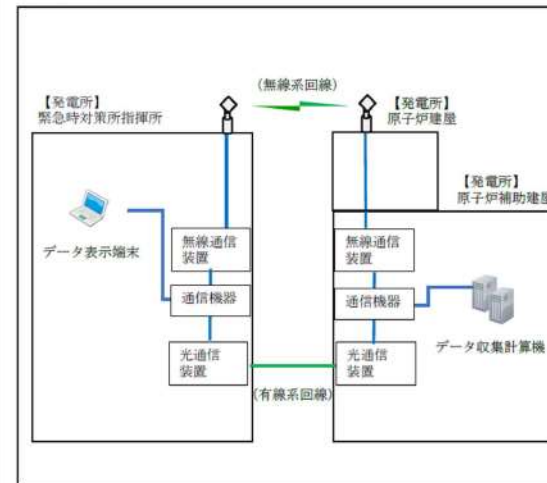 (無線系回線)
【発電所】
緊急時対策所指揮所
【発電所】
原子炉建屋
【発電所】
原子炉補助建屋
データ表示端末
無線通信
装置
通信機器
光通信
装置
無線通信
装置
通信機器
光通信
装置
データ収集計算機
(有線系回線)